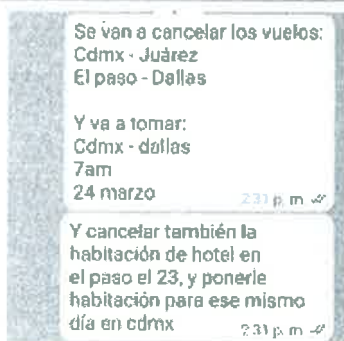 Se van a cancelar los vuelos:
Cdmx - Juárez
El paso - Dallas
Y va a tomar:
Cdmx - dallas
7am
24 marzo
2:31 p. m.
Y cancelar también la
habitación de hotel en
el paso el 23, y ponerle
habitación para ese mismo
día en cdmx
2:31 p. m.